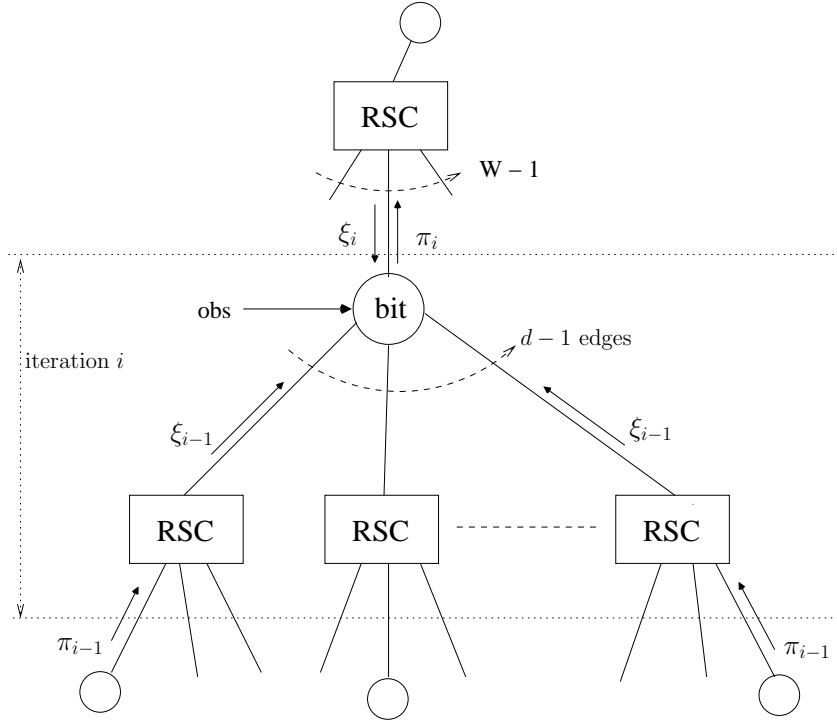 RSC
W − 1
ξ_i
π_i
obs
bit
d − 1 edges
iteration i
ξ_{i−1}
ξ_{i−1}
RSC
RSC
RSC
π_{i−1}
π_{i−1}